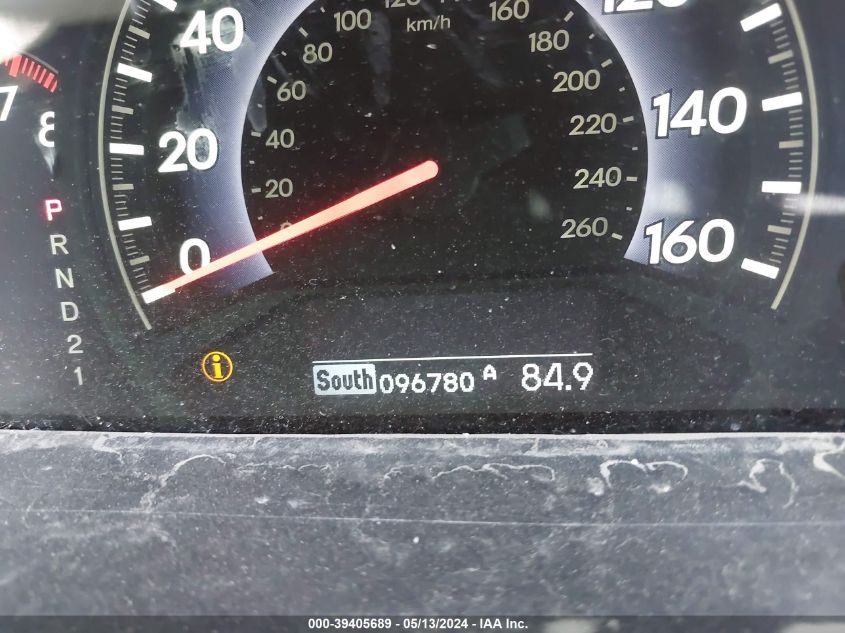 120 160
100 km/h
40 120
80 180
60 200
7 8 20 40 220 140
P 20 240
R 0 0 260 160
N
D
2
1
i
South 096780 A 84.9
000-39405689 - 05/13/2024 - IAA Inc.